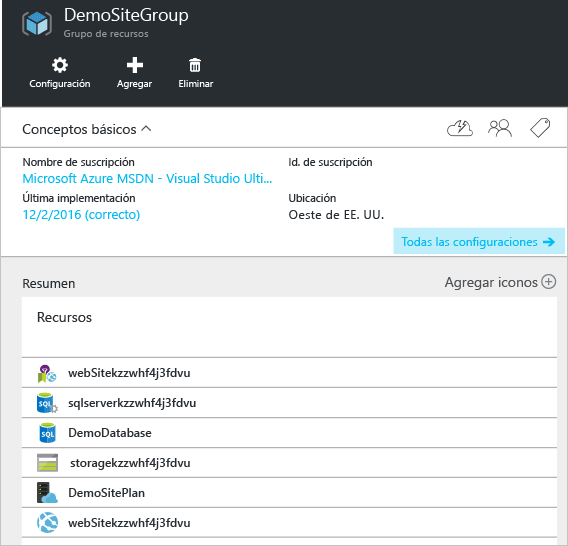 DemoSiteGroup
Grupo de recursos
Configuración Agregar Eliminar
Conceptos básicos
Nombre de suscripción Id. de suscripción
Microsoft Azure MSDN - Visual Studio Ulti...
Última implementación Ubicación
12/2/2016 (correcto) Oeste de EE. UU.
Todas las configuraciones
Resumen Agregar iconos
Recursos
webSitekzzwhf4j3fdvu
sqlserverkzzwhf4j3fdvu
SQL DemoDatabase
storagekzzwhf4j3fdvu
DemoSitePlan
webSitekzzwhf4j3fdvu